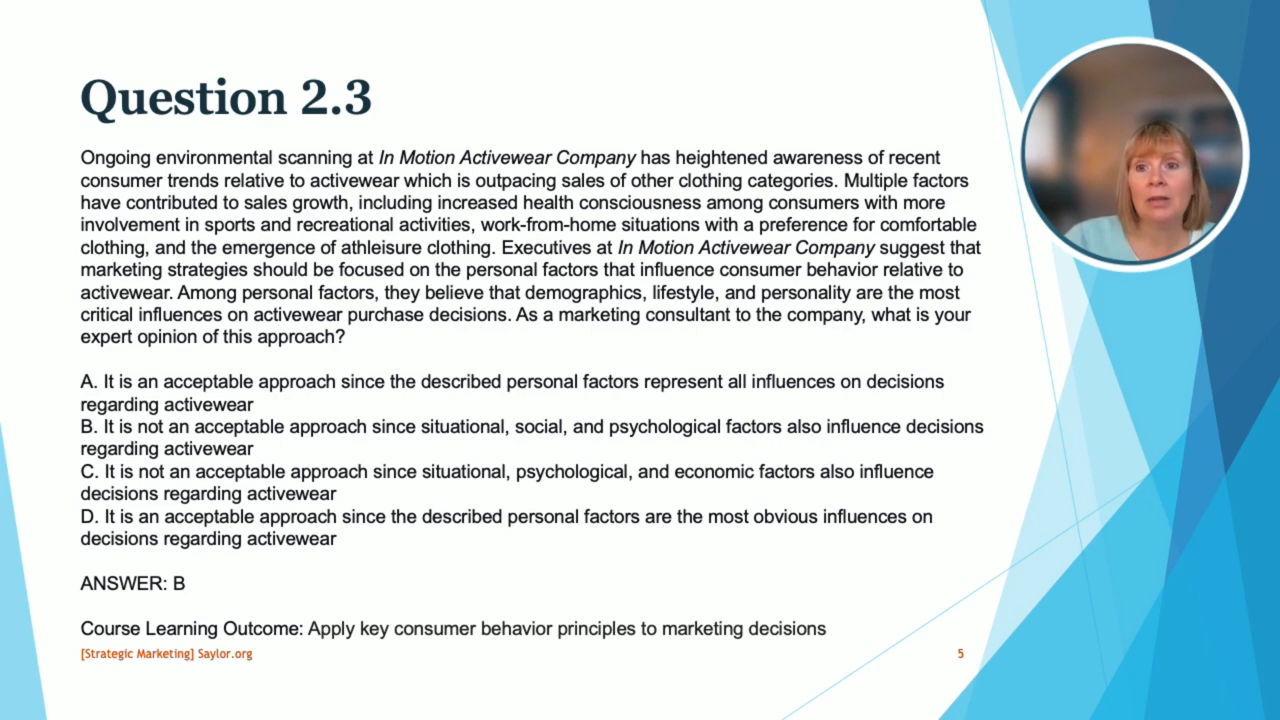 Question 2.3
Ongoing environmental scanning at In Motion Activewear Company has heightened awareness of recent
consumer trends relative to activewear which is outpacing sales of other clothing categories. Multiple factors
have contributed to sales growth, including increased health consciousness among consumers with more
involvement in sports and recreational activities, work-from-home situations with a preference for comfortable
clothing, and the emergence of athleisure clothing. Executives at In Motion Activewear Company suggest that
marketing strategies should be focused on the personal factors that influence consumer behavior relative to
activewear. Among personal factors, they believe that demographics, lifestyle, and personality are the most
critical influences on activewear purchase decisions. As a marketing consultant to the company, what is your
expert opinion of this approach?
A. It is an acceptable approach since the described personal factors represent all influences on decisions
regarding activewear
B. It is not an acceptable approach since situational, social, and psychological factors also influence decisions
regarding activewear
C. It is not an acceptable approach since situational, psychological, and economic factors also influence
decisions regarding activewear
D. It is an acceptable approach since the described personal factors are the most obvious influences on
decisions regarding activewear
ANSWER: B
Course Learning Outcome: Apply key consumer behavior principles to marketing decisions
[Strategic Marketing] Saylor.org
5